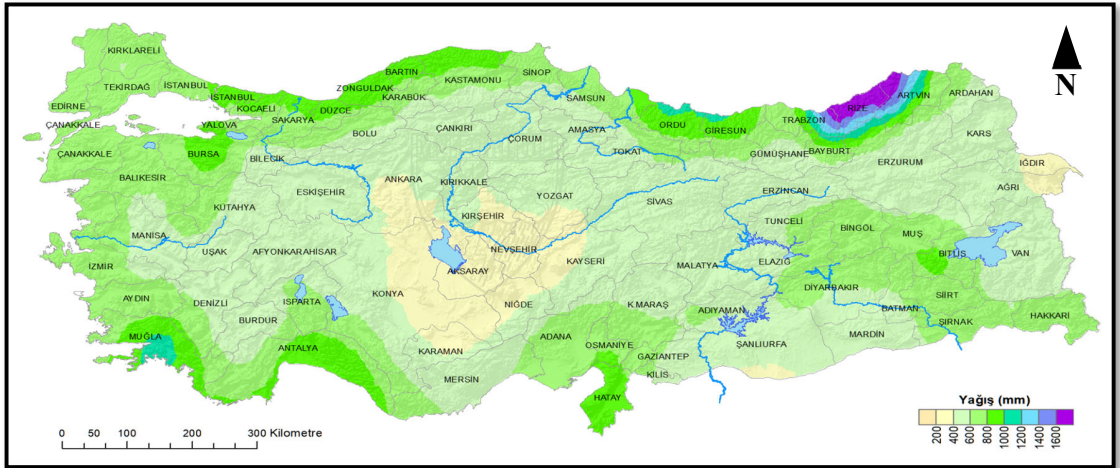 KIRKLARELİ
N
BARTIN
SİNOP
KASTAMONU
ZONGULDAK
TEKİRDAĞ
İSTANBUL
İSTANBUL
ARTVİN
ARDAHAN
KARABÜK
SAMSUN
EDİRNE
KOCAELİ
DÜZCE
RİZE
ÇANAKKALE
YALOVA
SAKARYA
ORDU
GİRESUN
TRABZON
BOLU
ÇANKIRI
ÇORUM
AMASYA
KARS
ÇANAKKALE
BURSA
BİLECİK
TOKAT
GÜMÜŞHANE
BAYBURT
ERZURUM
IĞDIR
BALIKESİR
ESKİŞEHİR
ANKARA
KIRIKKALE
YOZGAT
SİVAS
ERZİNCAN
AĞRI
KÜTAHYA
KIRŞEHİR
TUNCELİ
BİNGÖL
MUŞ
MANİSA
UŞAK
AFYONKARAHİSAR
NEVŞEHİR
KAYSERİ
MALATYA
ELAZIĞ
BİTLİS
VAN
İZMİR
AKSARAY
DİYARBAKIR
AYDIN
DENİZLİ
ISPARTA
KONYA
NİĞDE
K.MARAŞ
ADIYAMAN
BATMAN
SİİRT
BURDUR
ŞIRNAK
HAKKARİ
MUĞLA
ANTALYA
KARAMAN
ADANA
OSMANİYE
GAZİANTEP
ŞANLIURFA
MARDİN
MERSİN
KİLİS
HATAY
Yağış (mm)
200 400 600 800 1000 1200 1400 1600
0 50 100 200 300 Kilometre